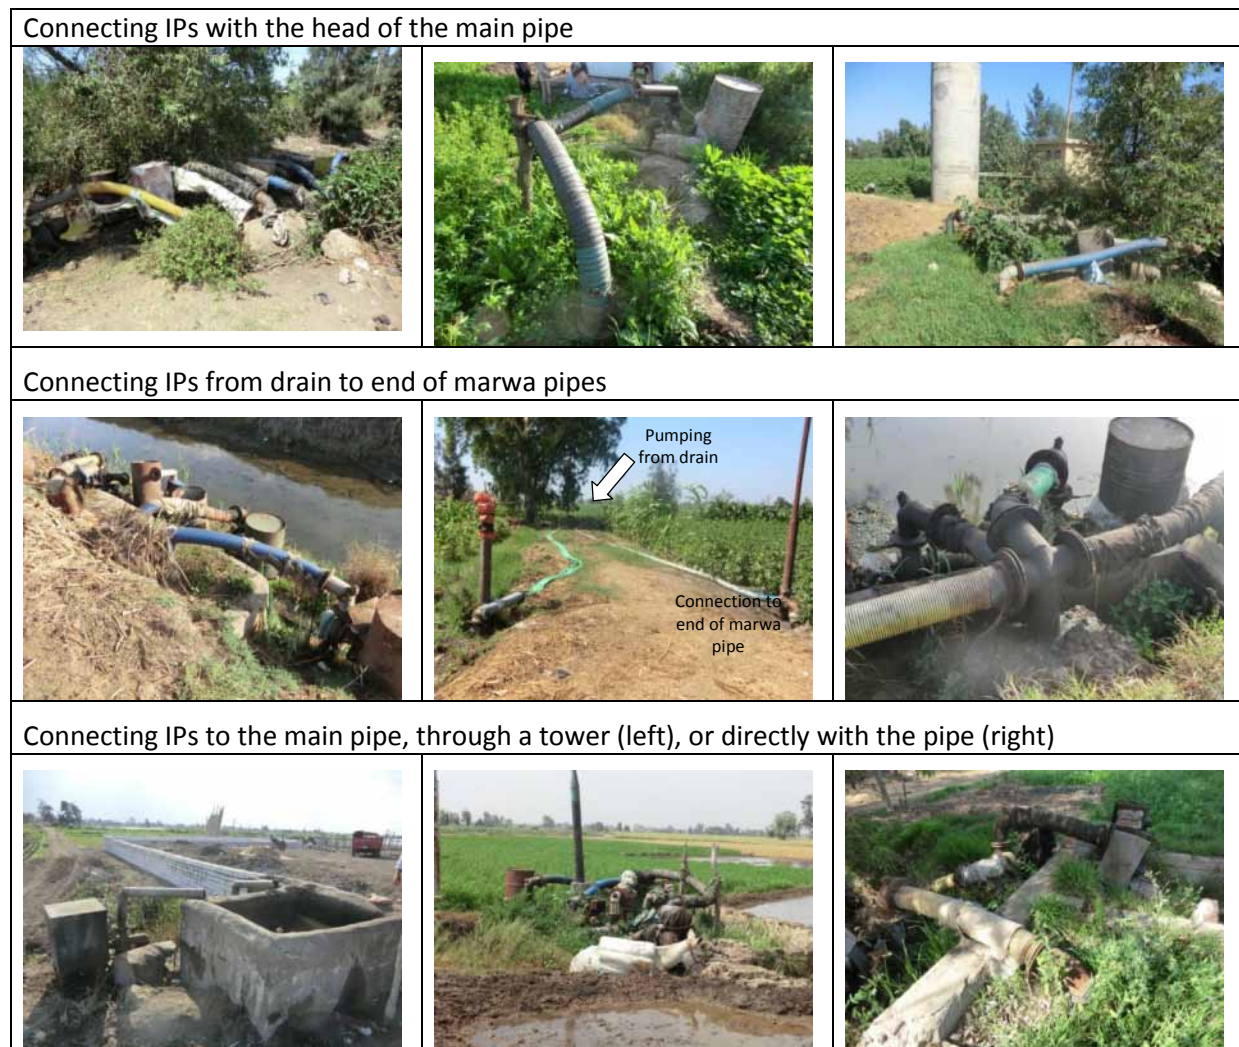 Connecting IPs with the head of the main pipe
Connecting IPs from drain to end of marwa pipes
Pumping
from drain
Connection to
end of marwa
pipe
Connecting IPs to the main pipe, through a tower (left), or directly with the pipe (right)